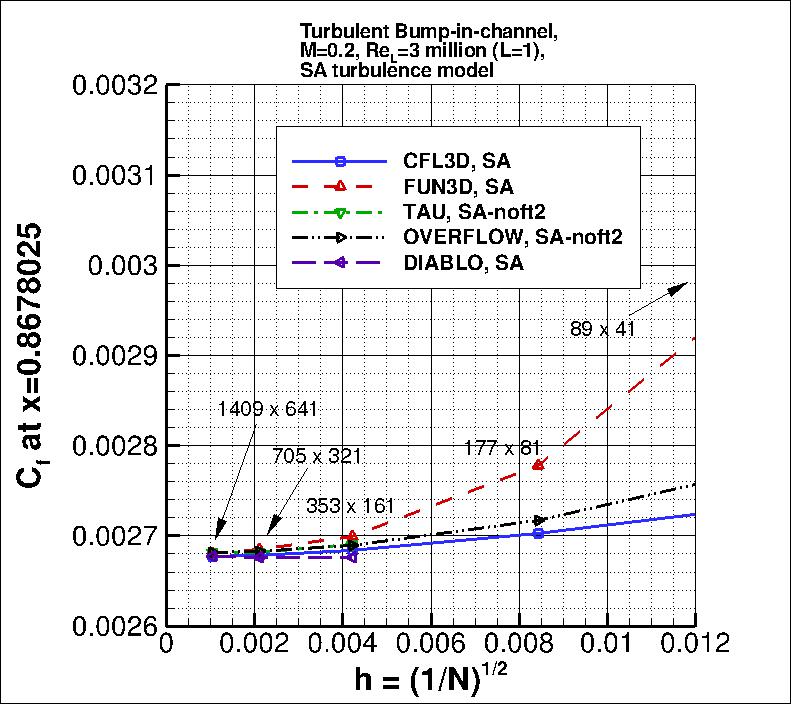 Turbulent Bump-in-channel,
M=0.2, Re_L=3 million (L=1),
SA turbulence model
0.0032
CFL3D, SA
0.0031
FUN3D, SA
TAU, SA-noft2
OVERFLOW, SA-noft2
0.003
DIABLO, SA
89 x 41
0.0029
1409 x 641
0.0028
177 x 81
705 x 321
353 x 161
0.0027
0.0026
C_f at x=0.8678025
0 0.002 0.004 0.006 0.008 0.01 0.012
h = (1/N)^1/2